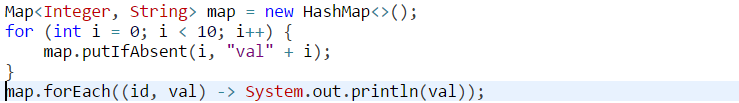 Map<Integer, String> map = new HashMap<>();
for (int i = 0; i < 10; i++) {
    map.putIfAbsent(i, "val" + i);
}
map.forEach((id, val) -> System.out.println(val));